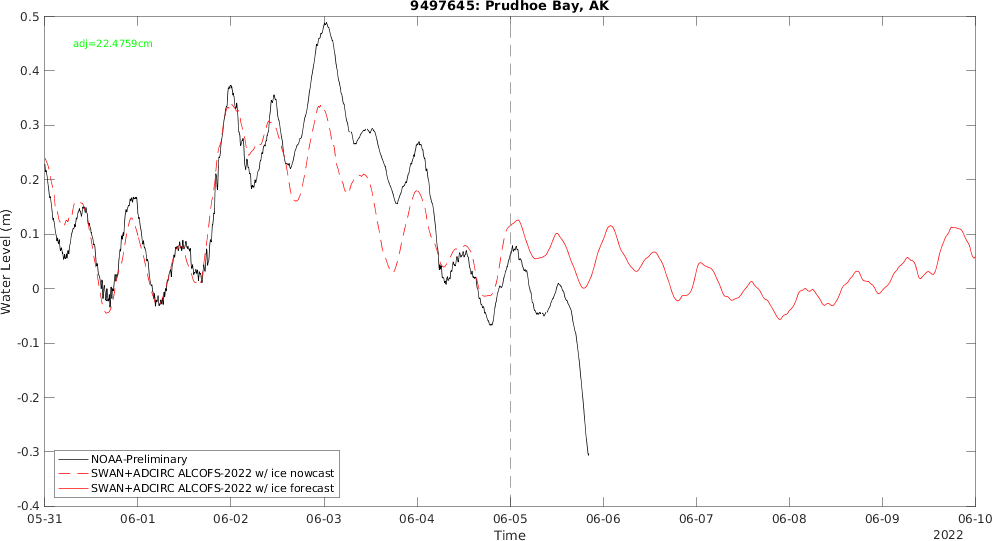 9497645: Prudhoe Bay, AK
adj=22.4759cm
0.5
0.4
0.3
0.2
0.1
0
-0.1
-0.2
-0.3
-0.4
Water Level (m)
NOAA-Preliminary
SWAN+ADCIRC ALCOFS-2022 w/ ice nowcast
SWAN+ADCIRC ALCOFS-2022 w/ ice forecast
05-31 06-01 06-02 06-03 06-04 06-05 06-06 06-07 06-08 06-09 06-10
Time
2022